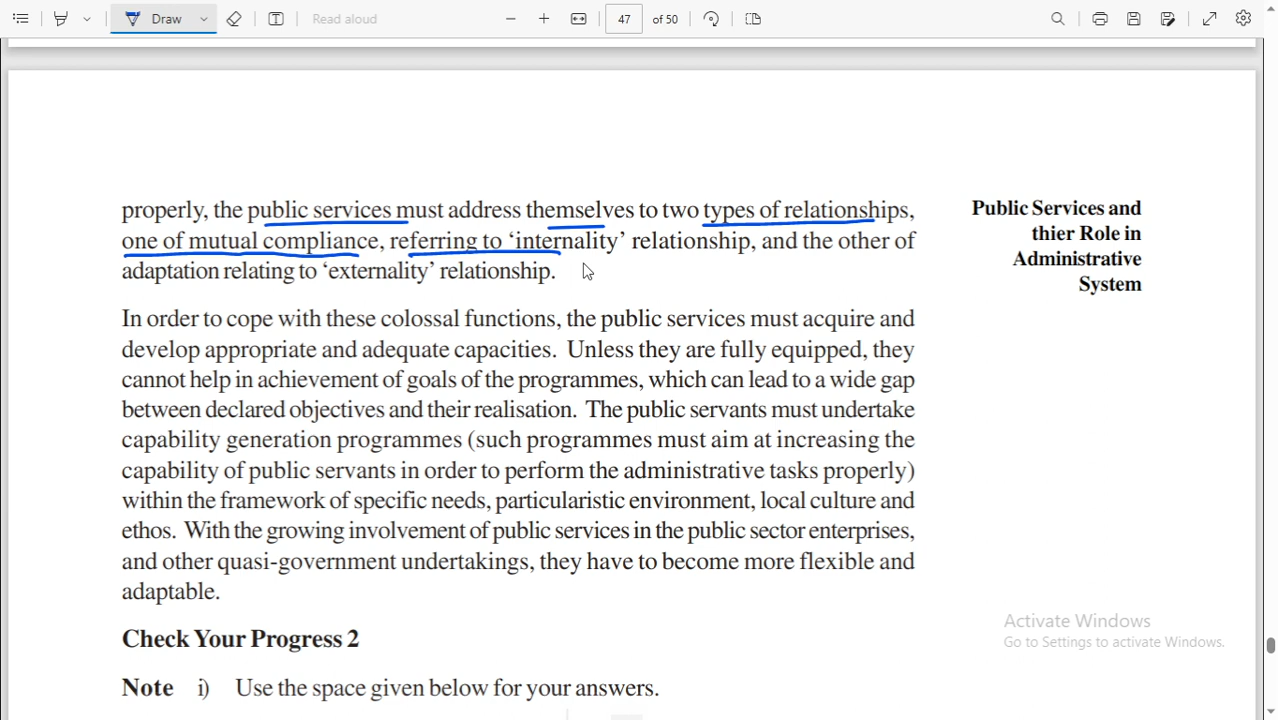 Draw
Read aloud
47 of 50
properly, the public services must address themselves to two types of relationships,
one of mutual compliance, referring to ‘internality’ relationship, and the other of
adaptation relating to ‘externality’ relationship.
Public Services and
thier Role in
Administrative
System
In order to cope with these colossal functions, the public services must acquire and
develop appropriate and adequate capacities. Unless they are fully equipped, they
cannot help in achievement of goals of the programmes, which can lead to a wide gap
between declared objectives and their realisation. The public servants must undertake
capability generation programmes (such programmes must aim at increasing the
capability of public servants in order to perform the administrative tasks properly)
within the framework of specific needs, particularistic environment, local culture and
ethos. With the growing involvement of public services in the public sector enterprises,
and other quasi-government undertakings, they have to become more flexible and
adaptable.
Check Your Progress 2
Note i) Use the space given below for your answers.
Activate Windows
Go to Settings to activate Windows.